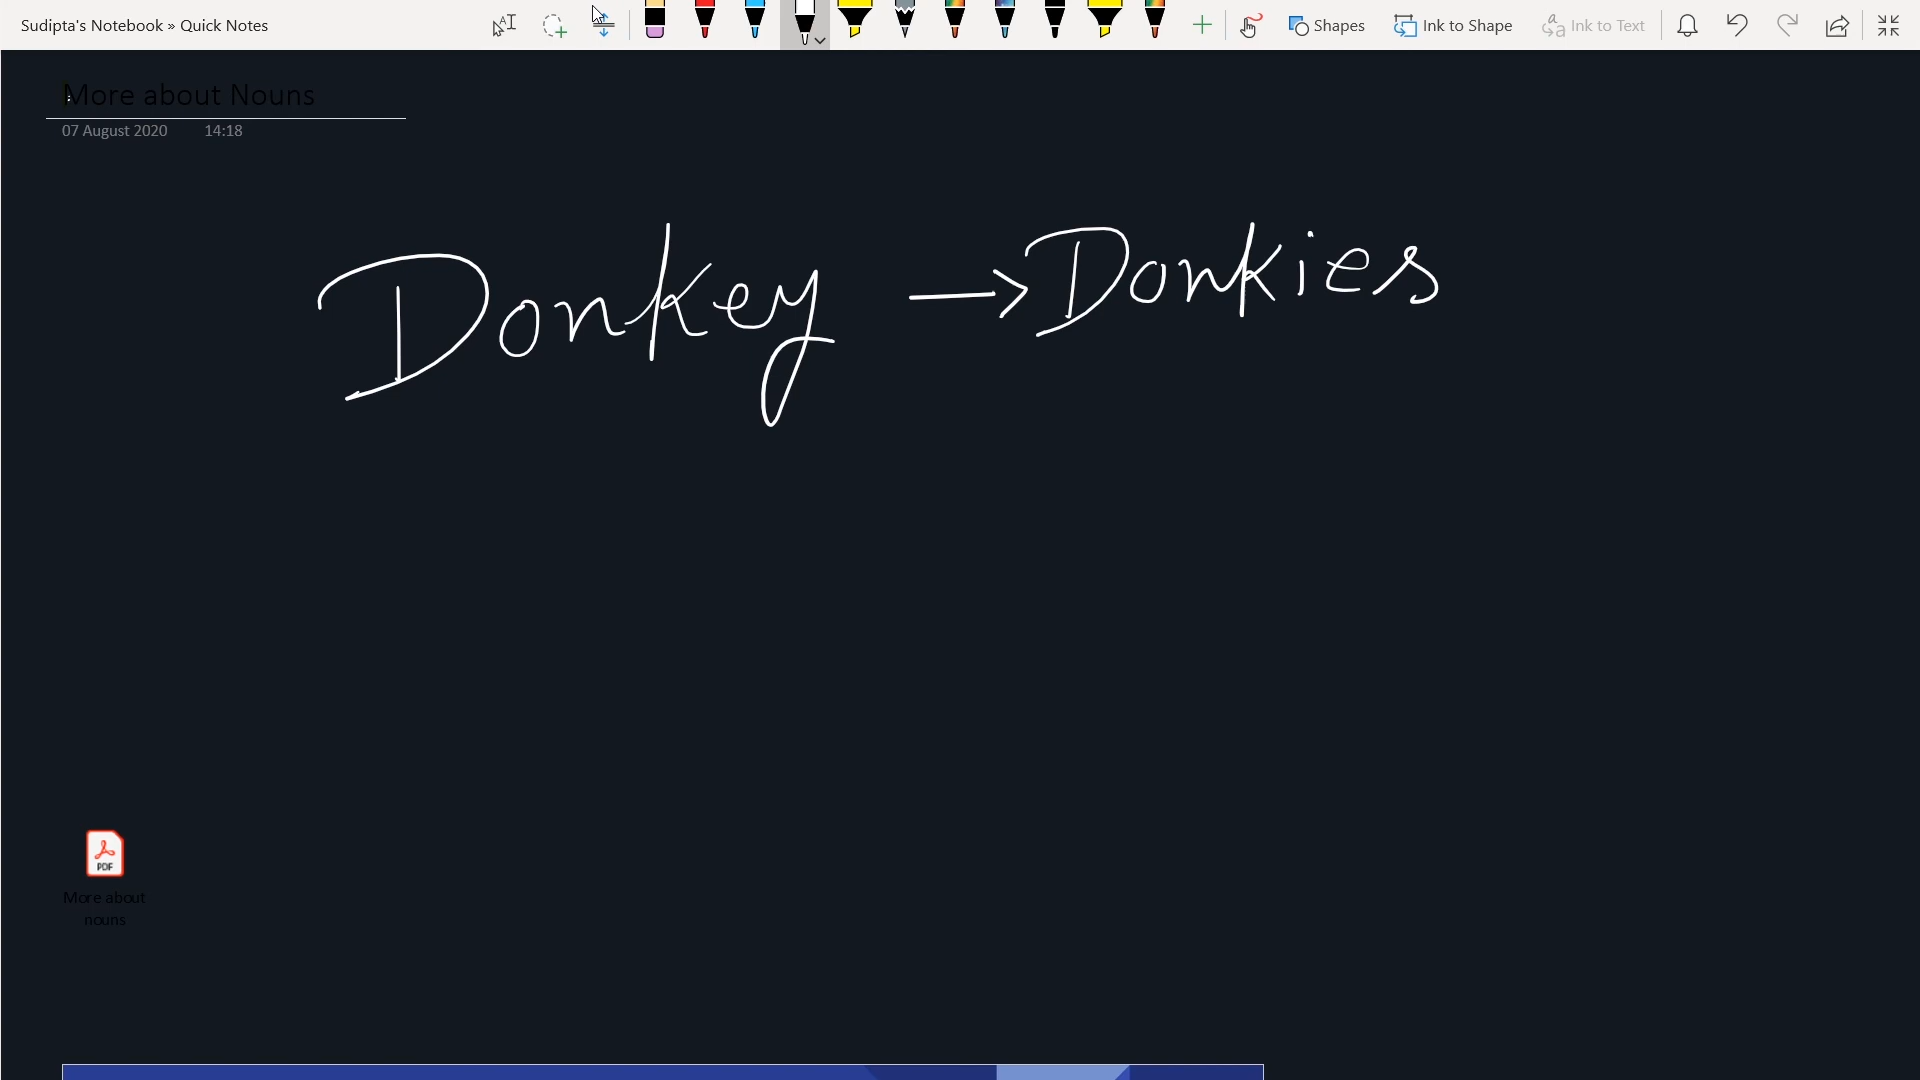 Sudipta's Notebook » Quick Notes
Shapes
Ink to Shape
Ink to Text
More about Nouns
07 August 2020 14:18
Donkey → Donkies
PDF
More about
nouns